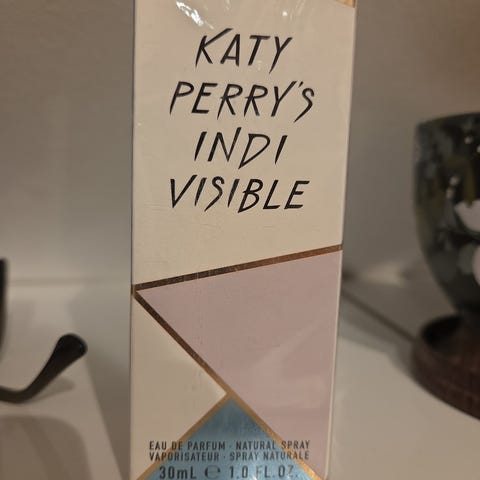 KATY
PERRY'S
INDI
VISIBLE
EAU DE PARFUM · NATURAL SPRAY
VAPORISATEUR · SPRAY NATURALE
30mL ℮ 1.0 FL.OZ.